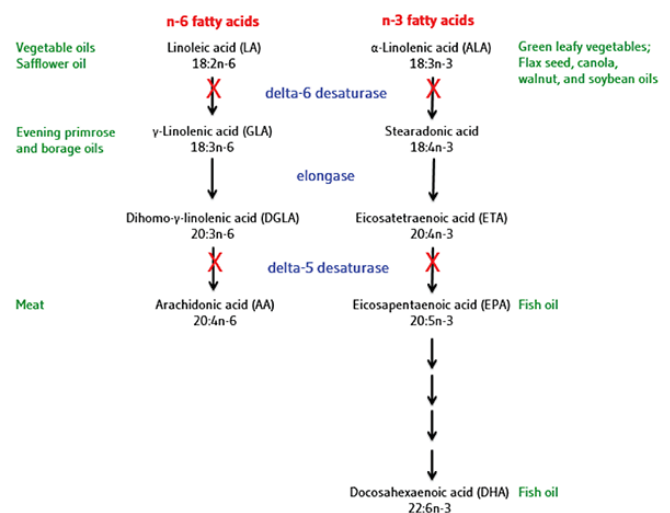 n-6 fatty acids
n-3 fatty acids
Vegetable oils
Safflower oil
Linoleic acid (LA)
18:2n-6
α-Linolenic acid (ALA)
18:3n-3
Green leafy vegetables;
Flax seed, canola,
walnut, and soybean oils
X
delta-6 desaturase
X
Evening primrose
and borage oils
γ-Linolenic acid (GLA)
18:3n-6
Stearadonic acid
18:4n-3
elongase
Dihomo-γ-linolenic acid (DGLA)
20:3n-6
Eicosatetraenoic acid (ETA)
20:4n-3
X
delta-5 desaturase
X
Meat
Arachidonic acid (AA)
20:4n-6
Eicosapentaenoic acid (EPA)
20:5n-3
Fish oil
Docosahexaenoic acid (DHA)
22:6n-3
Fish oil